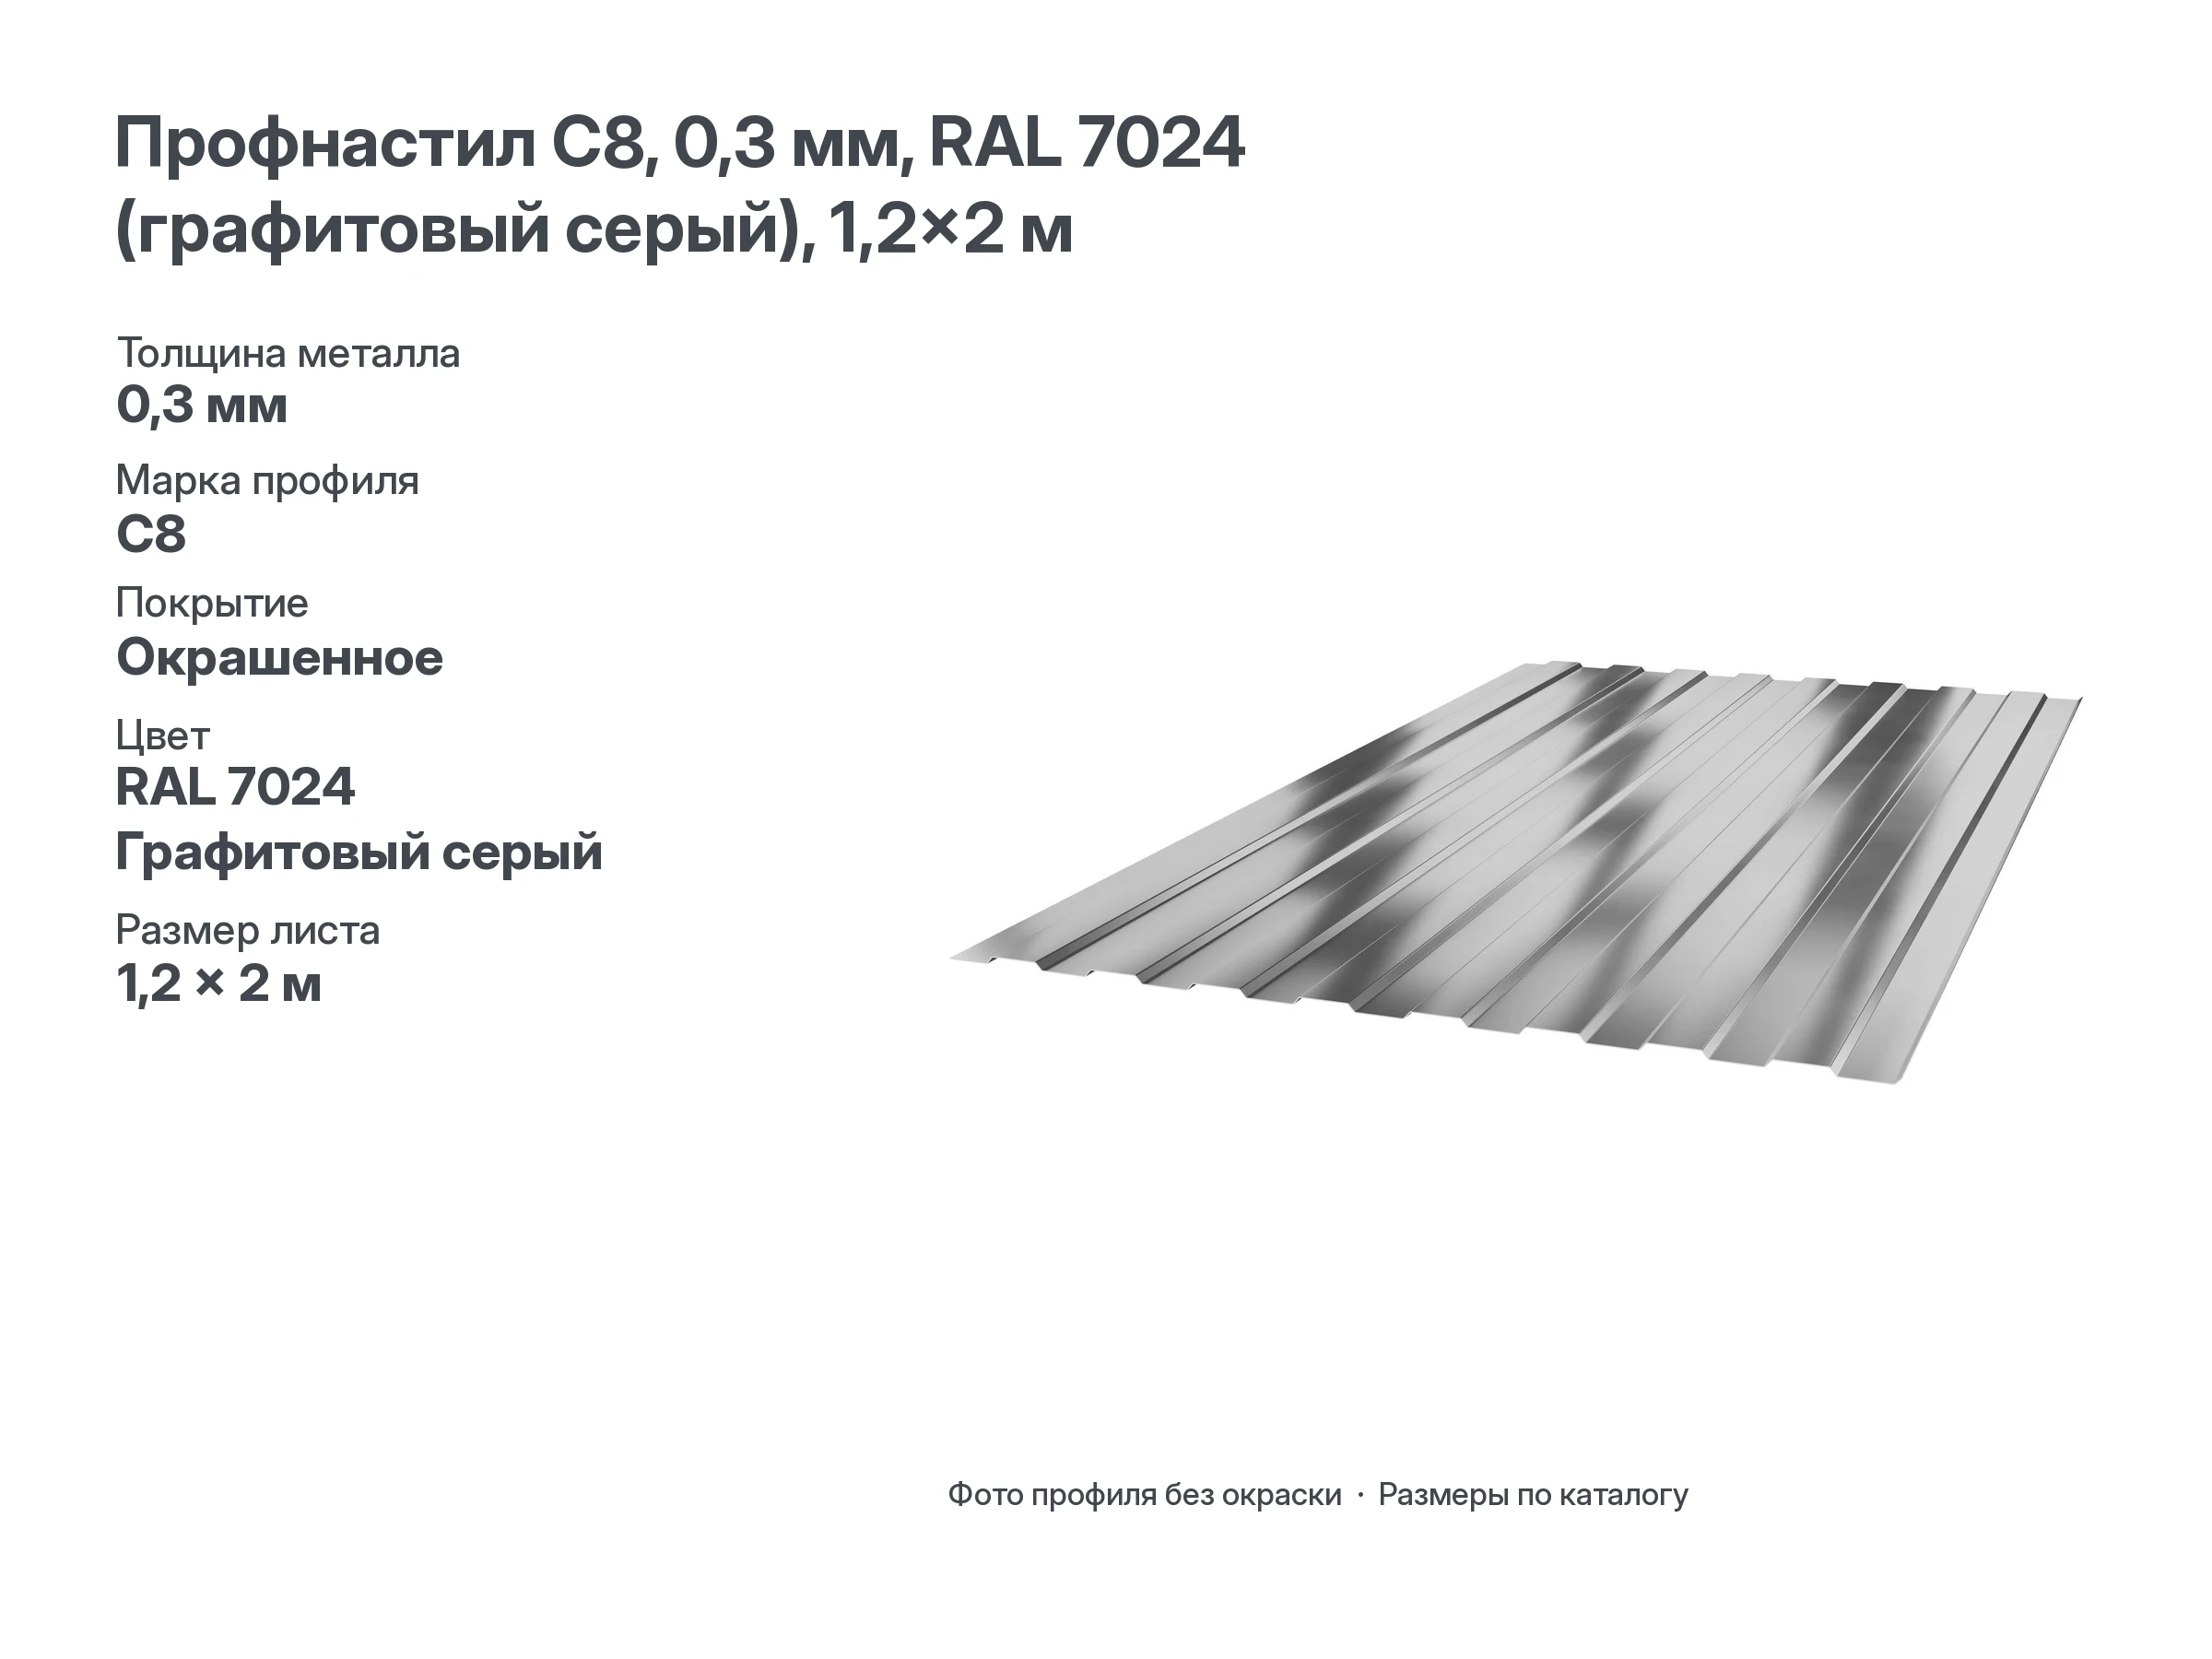 Профнастил С8, 0,3 мм, RAL 7024
(графитовый серый), 1,2×2 м
Толщина металла
0,3 мм
Марка профиля
С8
Покрытие
Окрашенное
Цвет
RAL 7024
Графитовый серый
Размер листа
1,2 × 2 м
Фото профиля без окраски · Размеры по каталогу